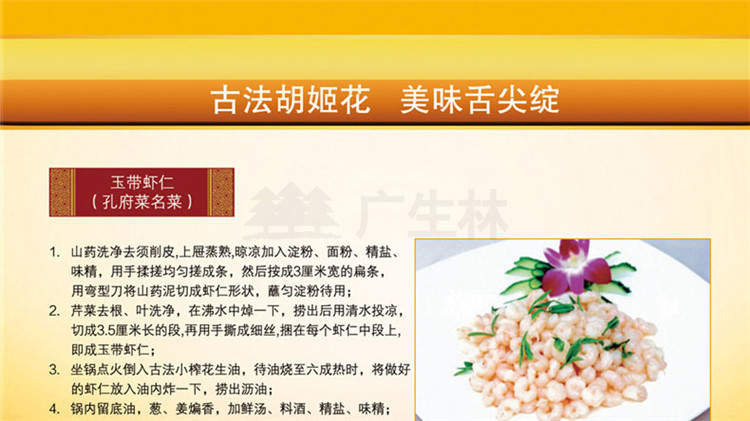 古法胡姬花 美味舌尖绽
玉带虾仁
（孔府菜名菜）
广生林
1. 山药洗净去须削皮,上屉蒸熟,晾凉加入淀粉、面粉、精盐、
味精，用手揉搓均匀搓成条，然后按成3厘米宽的扁条，
用弯型刀将山药泥切成虾仁形状，蘸匀淀粉待用；
2. 芹菜去根、叶洗净，在沸水中焯一下，捞出后用清水投凉，
切成3.5厘米长的段,再用手撕成细丝,捆在每个虾仁中段上，
即成玉带虾仁；
3. 坐锅点火倒入古法小榨花生油，待油烧至六成热时，将做好
的虾仁放入油内炸一下，捞出沥油；
4. 锅内留底油，葱、姜煸香，加鲜汤、料酒、精盐、味精；